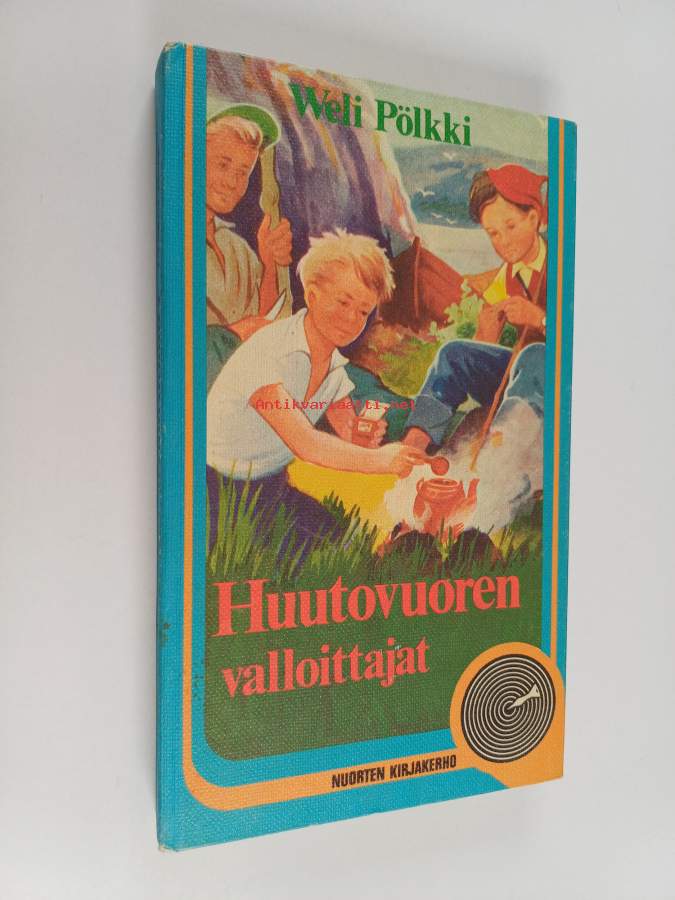 Weli Pölkki
Antikvariaatti.net
Huutovuoren
valloittajat
NUORTEN KIRJAKERHO